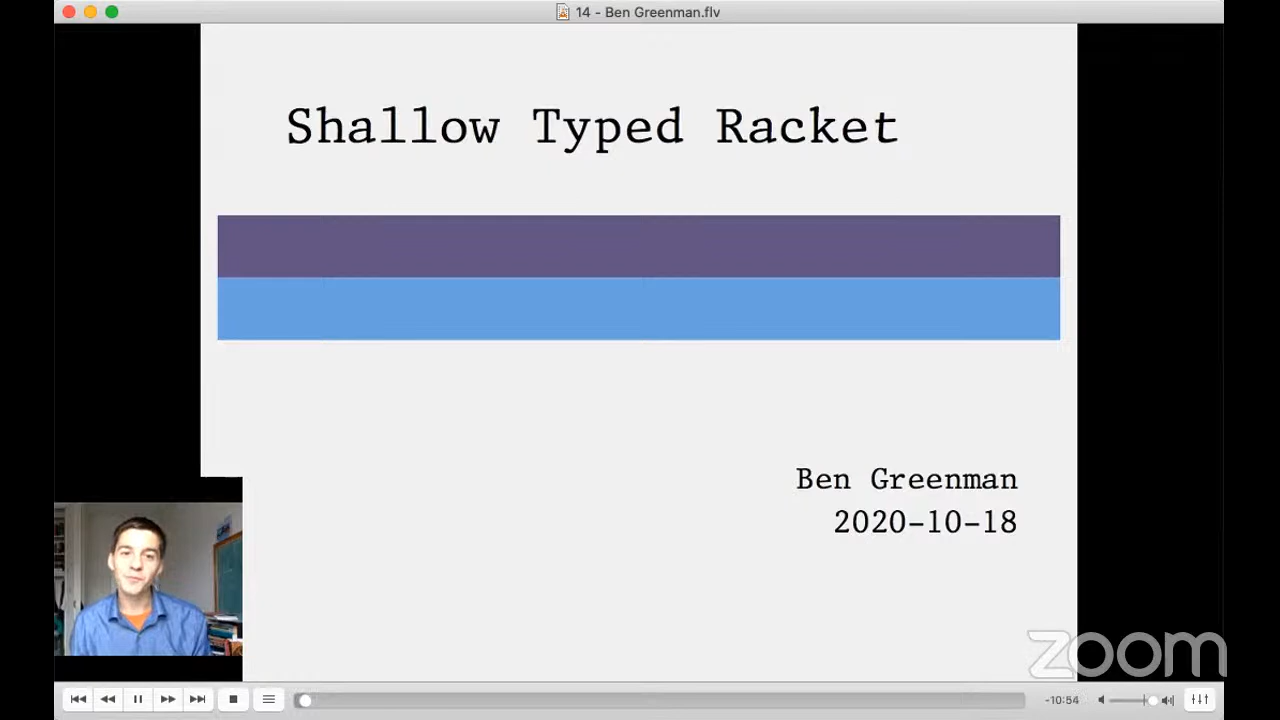 14 - Ben Greenman.flv
Shallow Typed Racket
Ben Greenman
2020-10-18
zoom
-10:54